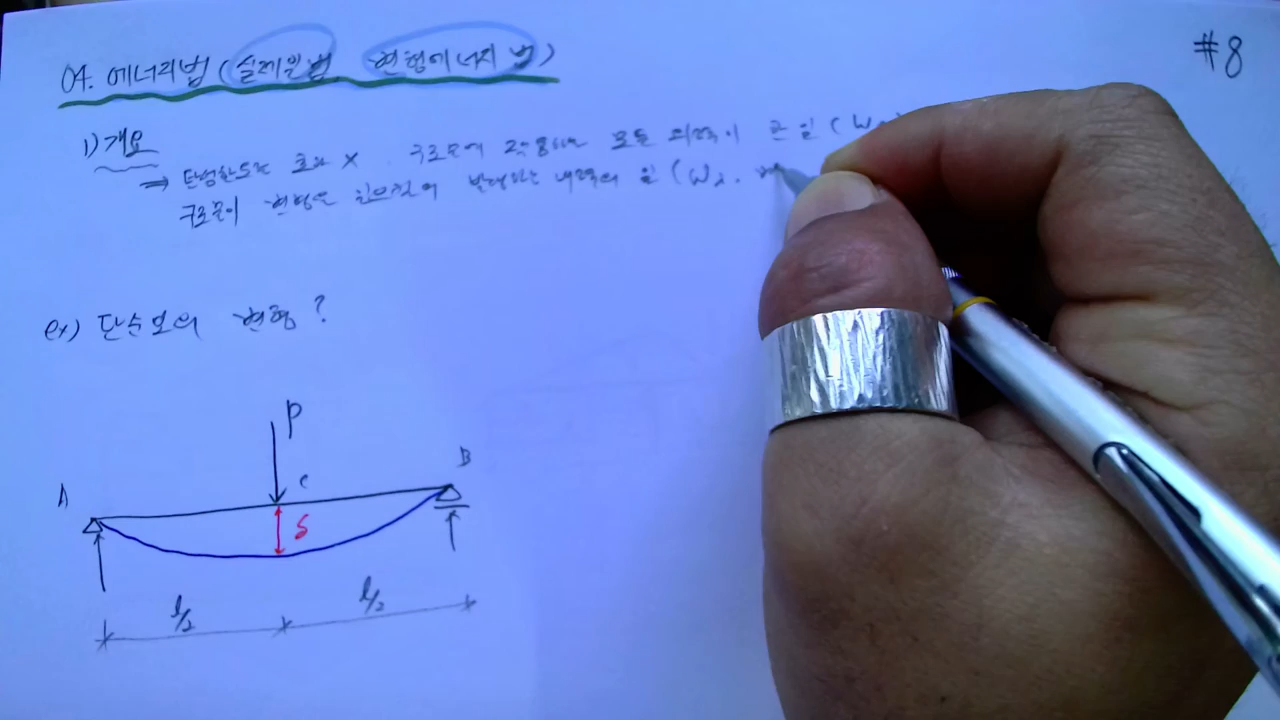 #8
04. 에너지법 (실제일법 변형에너지법)
1) 개요
⇒ 탄성한도 초과 X 구조물에 작용하는 모든 외력이 한 일 (W
구조물이 변형을 일으킬 때 발생하는 내력의 일 (Wi.
ex) 단순보의 변형?
P
A C B
δ
l/2 l/2